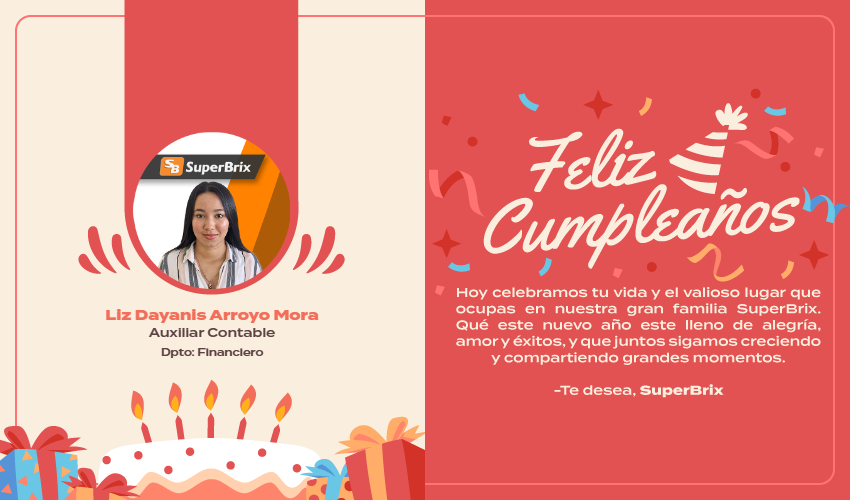 SB SuperBrix
Liz Dayanis Arroyo Mora
Auxiliar Contable
Dpto: Financiero
Feliz
Cumpleaños
Hoy celebramos tu vida y el valioso lugar que
ocupas en nuestra gran familia SuperBrix.
Qué este nuevo año este lleno de alegría,
amor y éxitos, y que juntos sigamos creciendo
y compartiendo grandes momentos.
-Te desea, SuperBrix